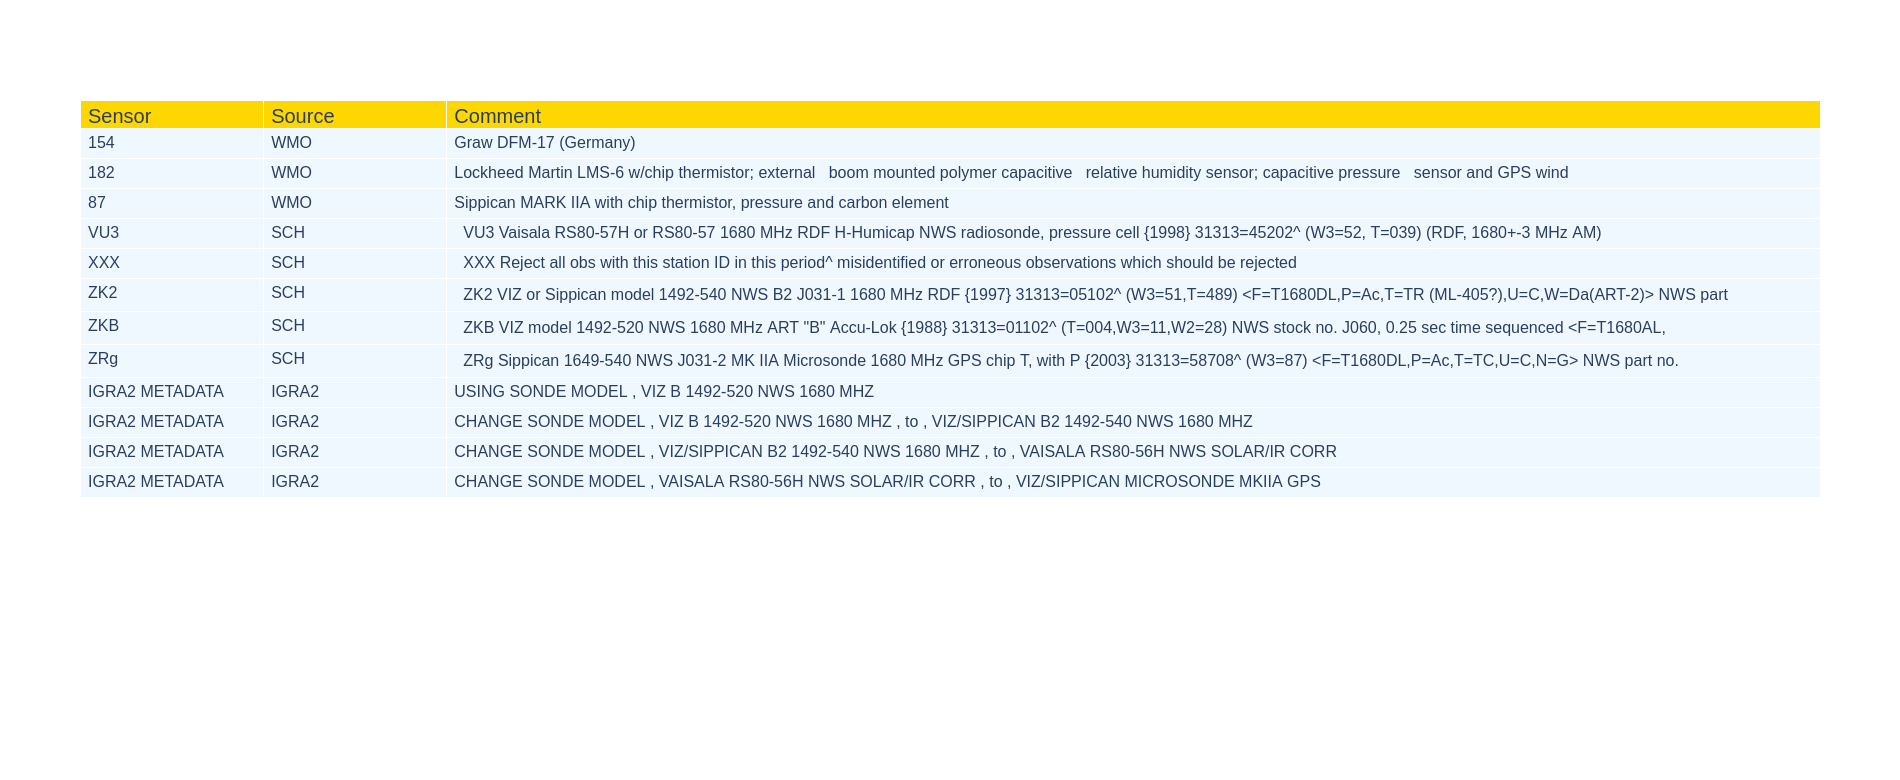 Sensor Source Comment
154 WMO Graw DFM-17 (Germany)
182 WMO Lockheed Martin LMS-6 w/chip thermistor; external boom mounted polymer capacitive relative humidity sensor; capacitive pressure sensor and GPS wind
87 WMO Sippican MARK IIA with chip thermistor, pressure and carbon element
VU3 SCH VU3 Vaisala RS80-57H or RS80-57 1680 MHz RDF H-Humicap NWS radiosonde, pressure cell {1998} 31313=45202^ (W3=52, T=039) (RDF, 1680+-3 MHz AM)
XXX SCH XXX Reject all obs with this station ID in this period^ misidentified or erroneous observations which should be rejected
ZK2 SCH ZK2 VIZ or Sippican model 1492-540 NWS B2 J031-1 1680 MHz RDF {1997} 31313=05102^ (W3=51,T=489) <F=T1680DL,P=Ac,T=TR (ML-405?),U=C,W=Da(ART-2)> NWS part
ZKB SCH ZKB VIZ model 1492-520 NWS 1680 MHz ART "B" Accu-Lok {1988} 31313=01102^ (T=004,W3=11,W2=28) NWS stock no. J060, 0.25 sec time sequenced <F=T1680AL,
ZRg SCH ZRg Sippican 1649-540 NWS J031-2 MK IIA Microsonde 1680 MHz GPS chip T, with P {2003} 31313=58708^ (W3=87) <F=T1680DL,P=Ac,T=TC,U=C,N=G> NWS part no.
IGRA2 METADATA IGRA2 USING SONDE MODEL , VIZ B 1492-520 NWS 1680 MHZ
IGRA2 METADATA IGRA2 CHANGE SONDE MODEL , VIZ B 1492-520 NWS 1680 MHZ , to , VIZ/SIPPICAN B2 1492-540 NWS 1680 MHZ
IGRA2 METADATA IGRA2 CHANGE SONDE MODEL , VIZ/SIPPICAN B2 1492-540 NWS 1680 MHZ , to , VAISALA RS80-56H NWS SOLAR/IR CORR
IGRA2 METADATA IGRA2 CHANGE SONDE MODEL , VAISALA RS80-56H NWS SOLAR/IR CORR , to , VIZ/SIPPICAN MICROSONDE MKIIA GPS